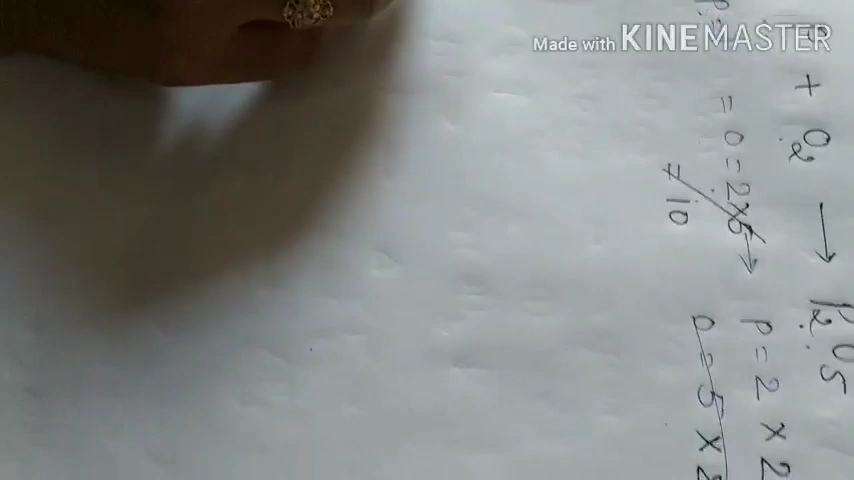 Made with KINEMASTER
P + O₂ → P₂O₅
P =
= O = 2×5 → P = 2 × 2
= 10 O = 5 × 2